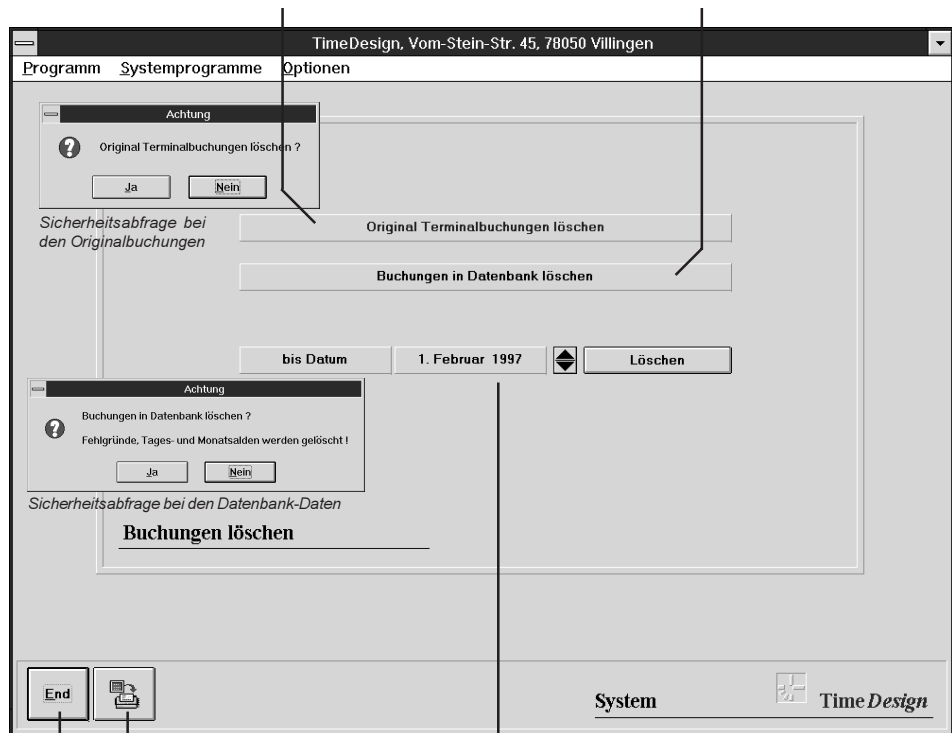 TimeDesign, Vom-Stein-Str. 45, 78050 Villingen
Programm Systemprogramme Optionen
Achtung
Original Terminalbuchungen löschen ?
Ja Nein
Sicherheitsabfrage bei
den Originalbuchungen
Original Terminalbuchungen löschen
Buchungen in Datenbank löschen
bis Datum 1. Februar 1997 Löschen
Achtung
Buchungen in Datenbank löschen ?
Fehlgründe, Tages- und Monatsalden werden gelöscht !
Ja Nein
Sicherheitsabfrage bei den Datenbank-Daten
Buchungen löschen
End
System
Time Design